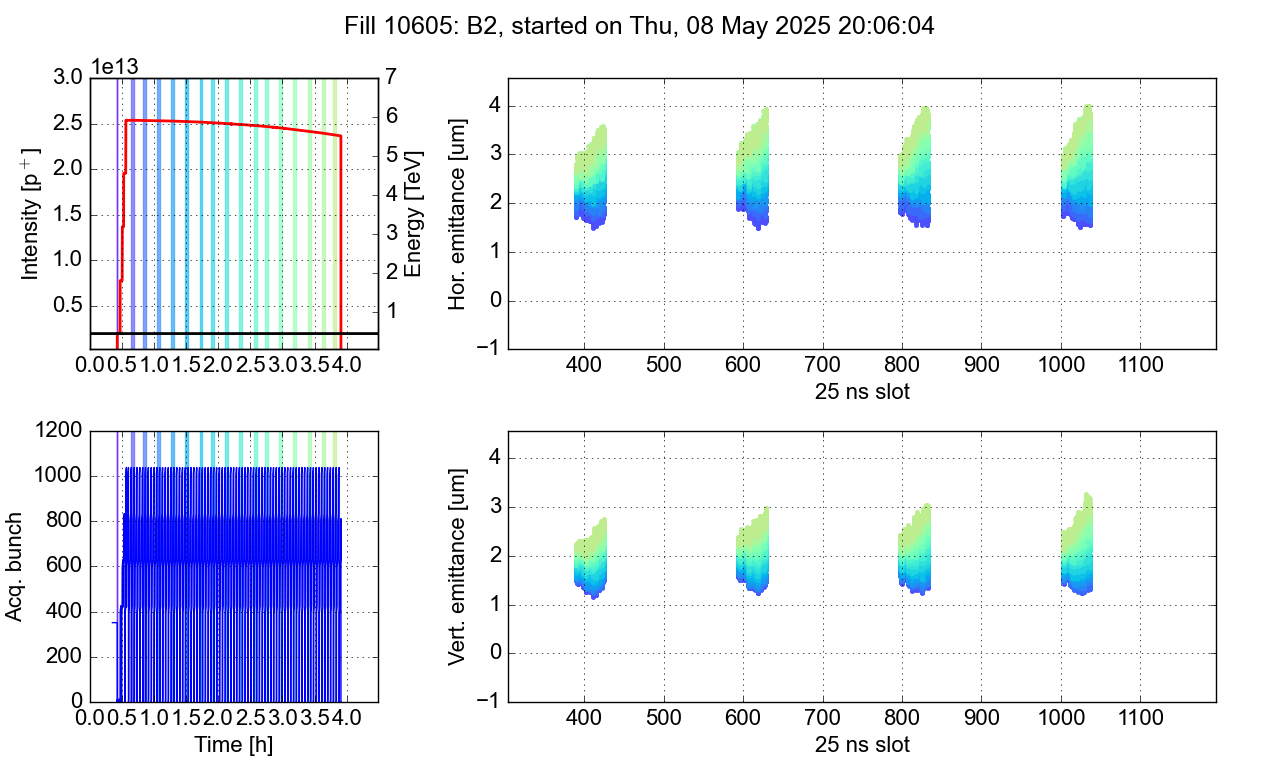 Fill 10605: B2, started on Thu, 08 May 2025 20:06:04
1e13
3.0
2.5
2.0
1.5
1.0
0.5
Intensity [p+]
7
6
5
4
3
2
1
Energy [TeV]
0.0 0.5 1.0 1.5 2.0 2.5 3.0 3.5 4.0
4
3
2
1
0
−1
Hor. emittance [um]
400 500 600 700 800 900 1000 1100
25 ns slot
1200
1000
800
600
400
200
0
Acq. bunch
0.0 0.5 1.0 1.5 2.0 2.5 3.0 3.5 4.0
Time [h]
4
3
2
1
0
−1
Vert. emittance [um]
400 500 600 700 800 900 1000 1100
25 ns slot